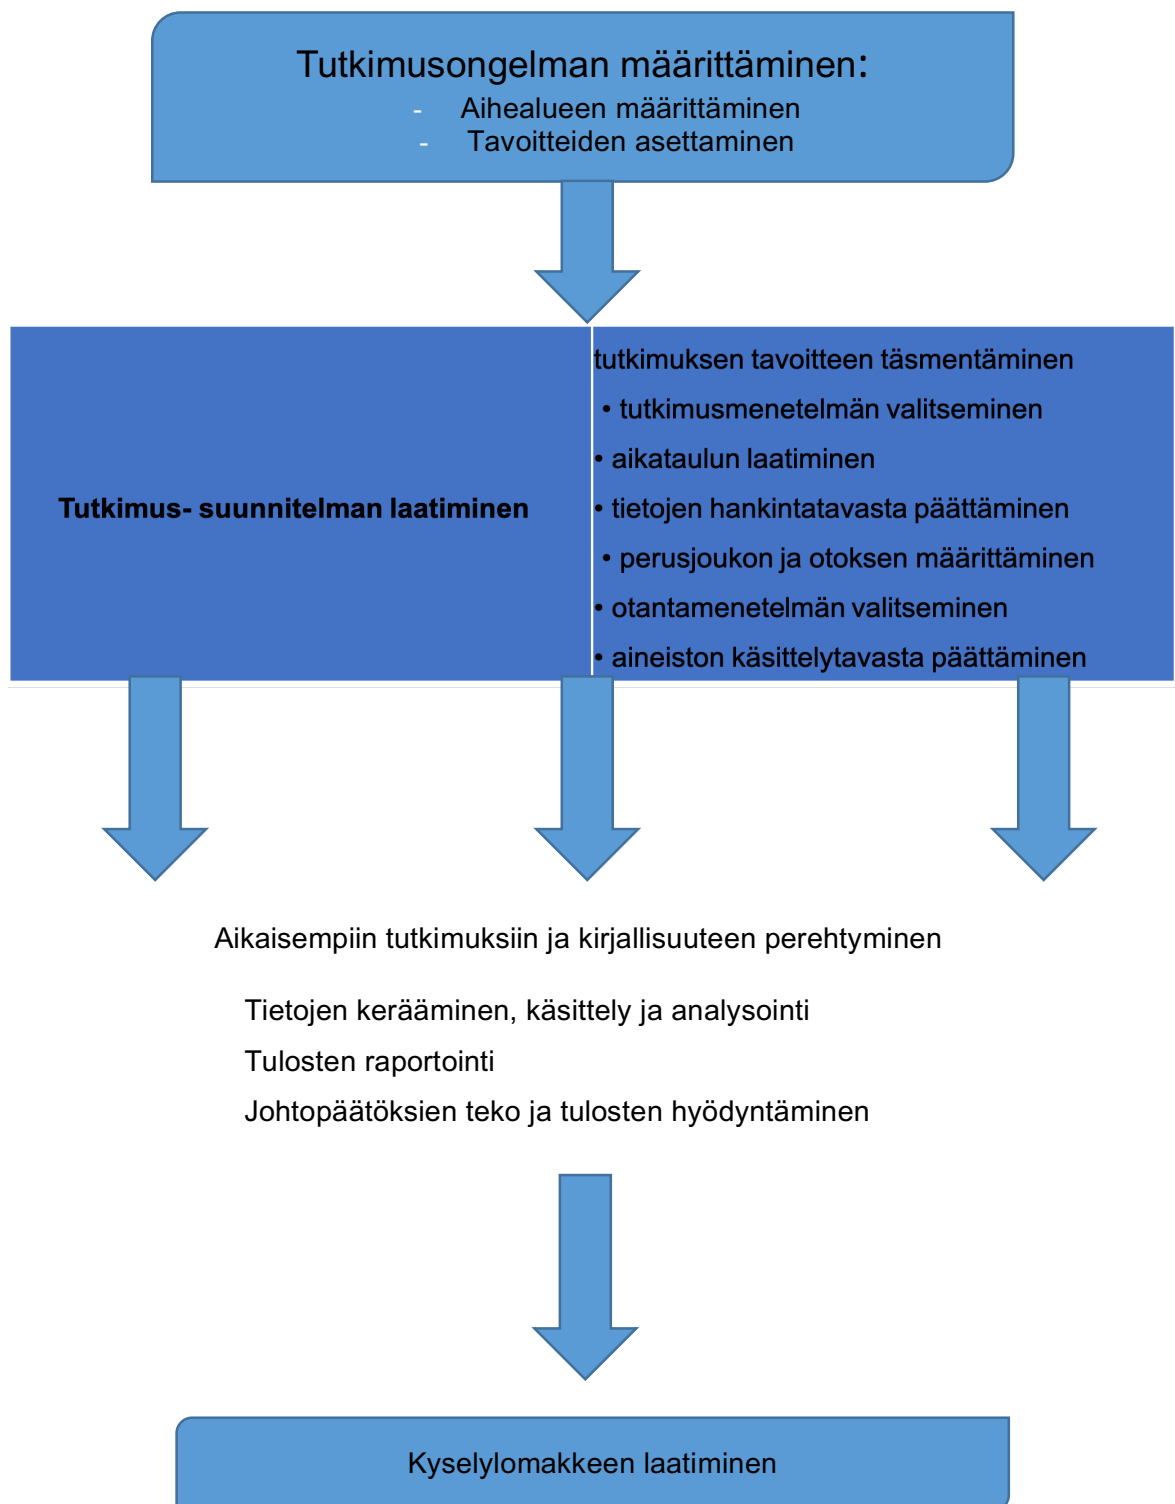 Tutkimusongelman määrittäminen:
- Aihealueen määrittäminen
- Tavoitteiden asettaminen
Tutkimus- suunnitelman laatiminen
tutkimuksen tavoitteen täsmentäminen
• tutkimusmenetelmän valitseminen
• aikataulun laatiminen
• tietojen hankintatavasta päättäminen
• perusjoukon ja otoksen määrittäminen
• otantamenetelmän valitseminen
• aineiston käsittelytavasta päättäminen
Aikaisempiin tutkimuksiin ja kirjallisuuteen perehtyminen
Tietojen kerääminen, käsittely ja analysointi
Tulosten raportointi
Johtopäätöksien teko ja tulosten hyödyntäminen
Kyselylomakkeen laatiminen